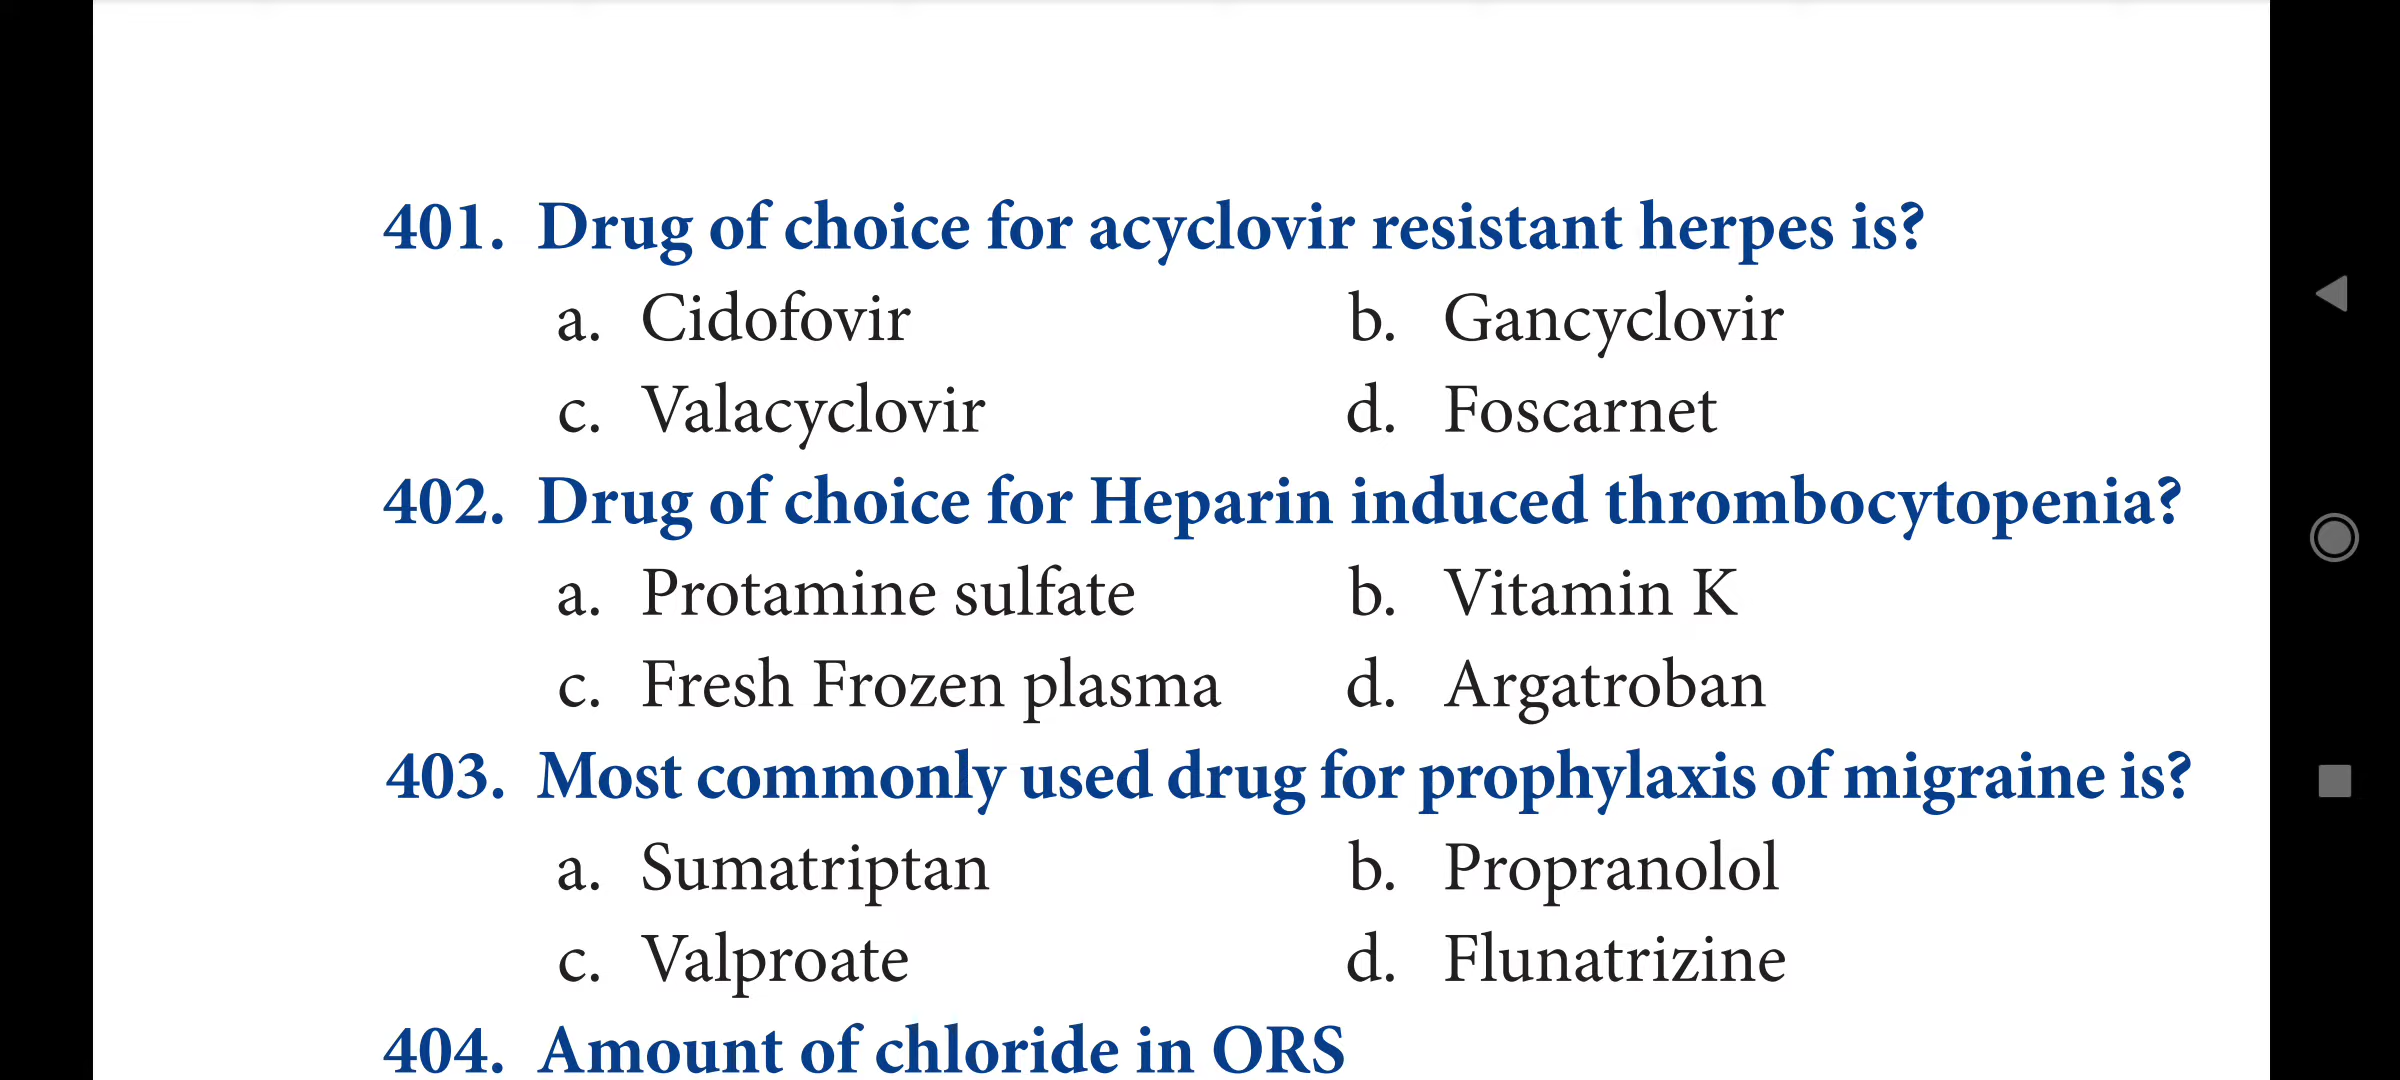 401. Drug of choice for acyclovir resistant herpes is?
a. Cidofovir b. Gancyclovir
c. Valacyclovir d. Foscarnet
402. Drug of choice for Heparin induced thrombocytopenia?
a. Protamine sulfate b. Vitamin K
c. Fresh Frozen plasma d. Argatroban
403. Most commonly used drug for prophylaxis of migraine is?
a. Sumatriptan b. Propranolol
c. Valproate d. Flunatrizine
404. Amount of chloride in ORS